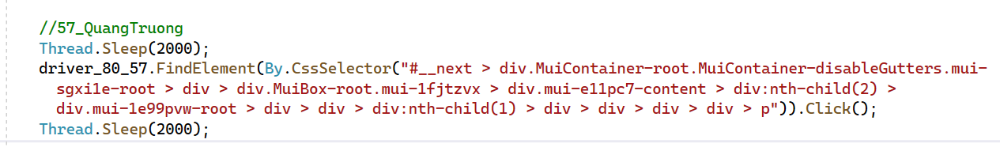 //57_QuangTruong
Thread.Sleep(2000);
driver_80_57.FindElement(By.CssSelector("#__next > div.MuiContainer-root.MuiContainer-disableGutters.mui-
sgxi1e-root > div > div.MuiBox-root.mui-1fjtzvx > div.mui-e11pc7-content > div:nth-child(2) >
div.mui-1e99pvw-root > div > div > div:nth-child(1) > div > div > div > div > p")).Click();
Thread.Sleep(2000);